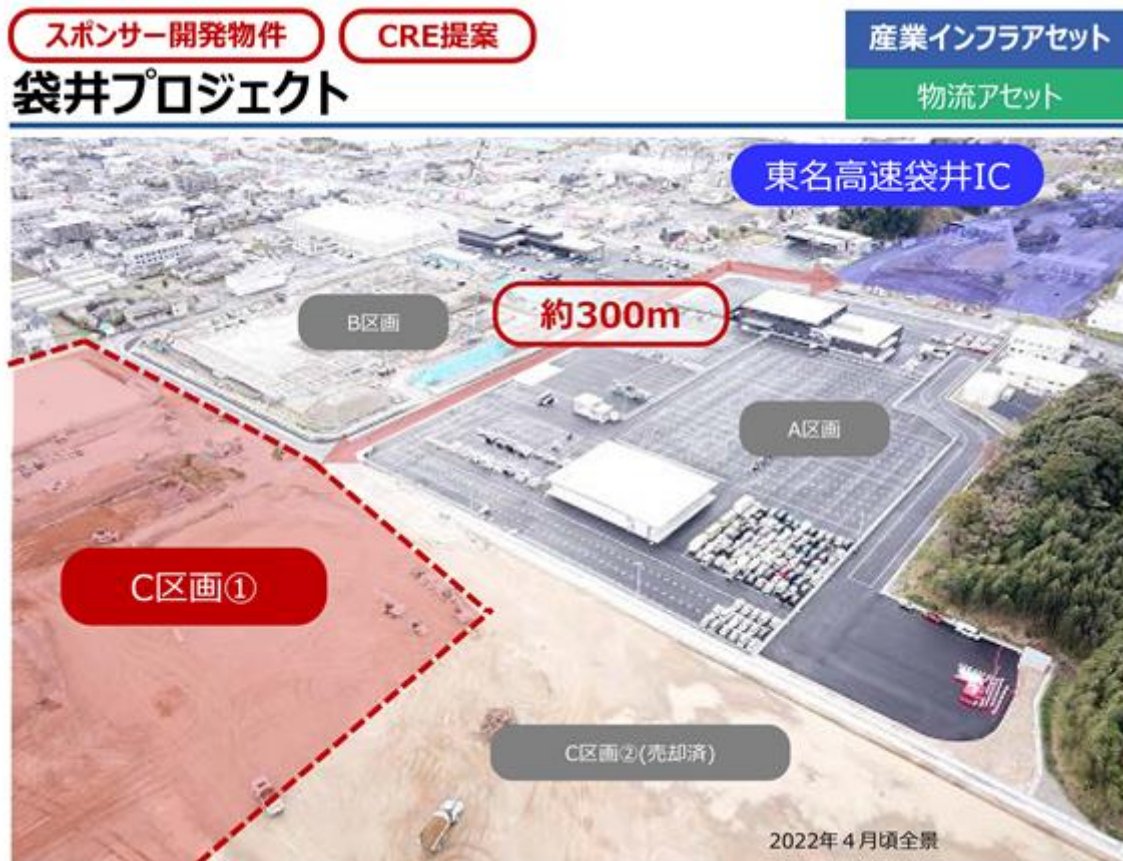 スポンサー開発物件
CRE提案
産業インフラアセット
袋井プロジェクト
物流アセット
東名高速袋井IC
B区画
約300m
A区画
C区画①
C区画②(売却済)
2022年4月頃全景